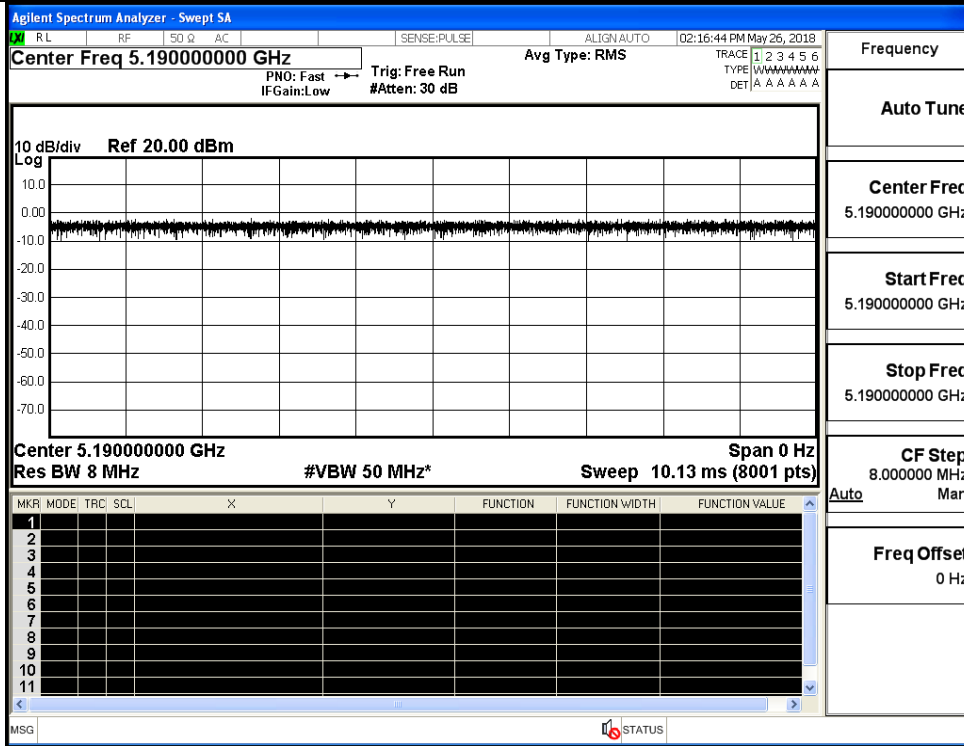 Agilent Spectrum Analyzer - Swept SA
LXI RL RF 50 Ω AC SENSE:PULSE ALIGN AUTO 02:16:44 PM May 26, 2018
Center Freq 5.190000000 GHz Avg Type: RMS TRACE 1 2 3 4 5 6
PNO: Fast Trig: Free Run TYPE WWWWWW
IFGain:Low #Atten: 30 dB DET A A A A A A
10 dB/div Ref 20.00 dBm
Log
10.0
0.00
-10.0
-20.0
-30.0
-40.0
-50.0
-60.0
-70.0
Center 5.190000000 GHz Span 0 Hz
Res BW 8 MHz #VBW 50 MHz* Sweep 10.13 ms (8001 pts)
MKR MODE TRC SCL X Y FUNCTION FUNCTION WIDTH FUNCTION VALUE
1
2
3
4
5
6
7
8
9
10
11
MSG STATUS
Frequency
Auto Tune
Center Freq
5.190000000 GHz
Start Freq
5.190000000 GHz
Stop Freq
5.190000000 GHz
CF Step
8.000000 MHz
Auto Man
Freq Offset
0 Hz